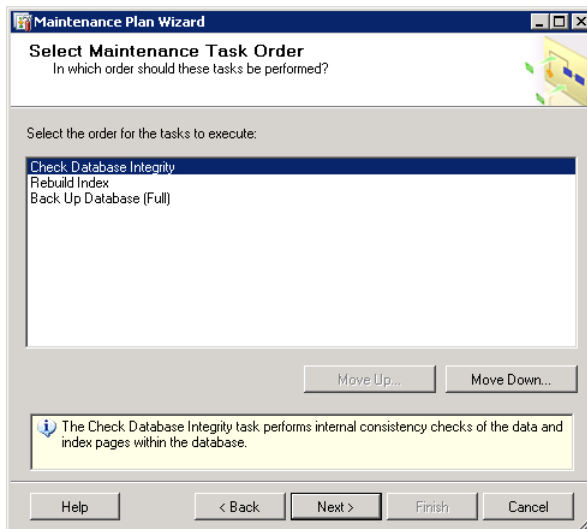 Maintenance Plan Wizard
Select Maintenance Task Order
In which order should these tasks be performed?
Select the order for the tasks to execute:
Check Database Integrity
Rebuild Index
Back Up Database (Full)
Move Up...
Move Down...
The Check Database Integrity task performs internal consistency checks of the data and
index pages within the database.
Help
< Back
Next >
Finish
Cancel